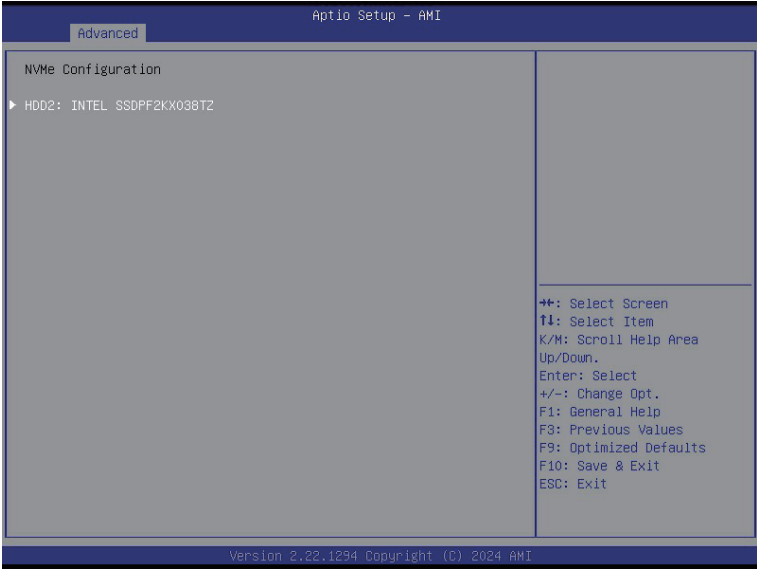 Aptio Setup – AMI
Advanced
NVMe Configuration
▶ HDD2: INTEL SSDPF2KX038TZ
→←: Select Screen
↑↓: Select Item
K/M: Scroll Help Area
Up/Down.
Enter: Select
+/-: Change Opt.
F1: General Help
F3: Previous Values
F9: Optimized Defaults
F10: Save & Exit
ESC: Exit
Version 2.22.1294 Copyright (C) 2024 AMI